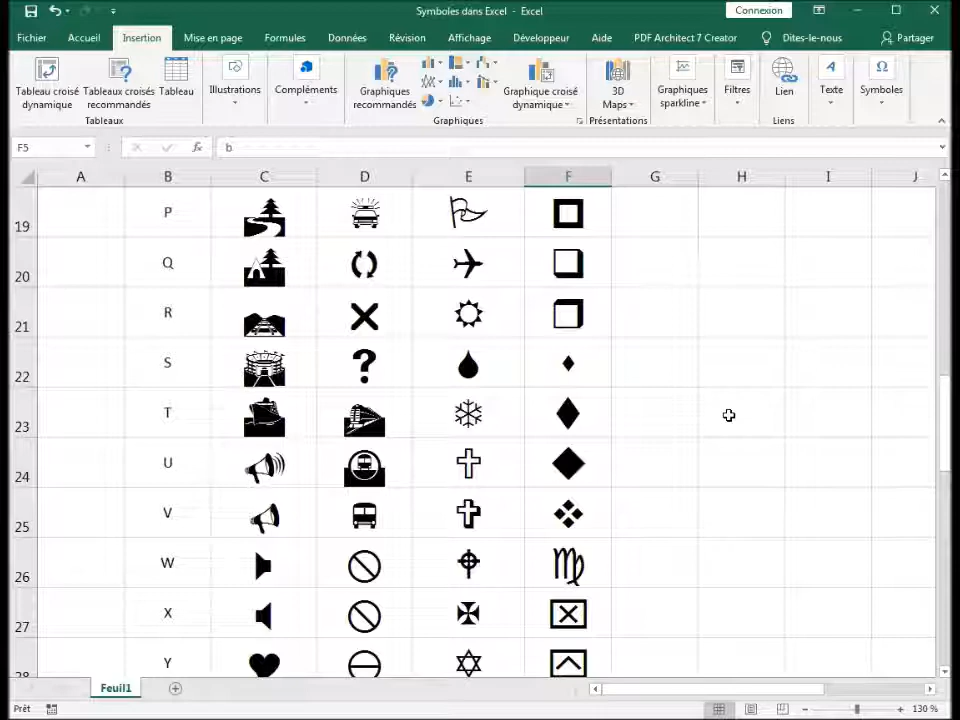 Symboles dans Excel - Excel
Connexion
Fichier Accueil Insertion Mise en page Formules Données Révision Affichage Développeur Aide PDF Architect 7 Creator Dites-le-nous Partager
Tableau croisé dynamique
Tableaux croisés recommandés
Tableau
Illustrations
Compléments
Graphiques recommandés
Graphique croisé dynamique
3D Maps
Graphiques sparkline
Filtres
Lien
Texte
Symboles
Tableaux Graphiques Présentations Liens
F5 fx b
A B C D E F G H I J
19 P
20 Q
21 R
22 S ?
23 T
24 U
25 V
26 W
27 X
28 Y
Feuil1
Prêt 130 %